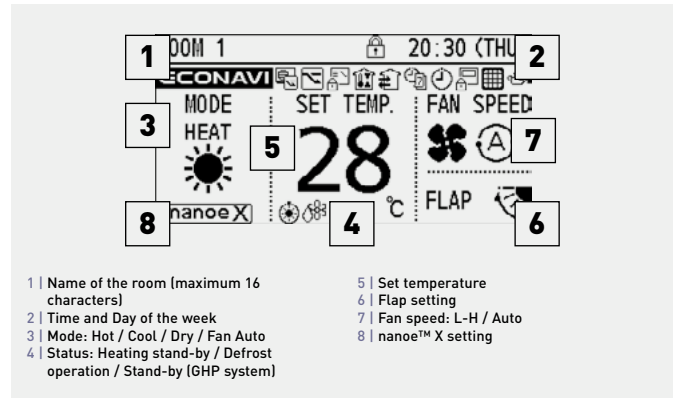 1
OOM 1
20:30 (THU
2
ECONAVI
3
MODE
HEAT
5
SET TEMP.
28
°C
FAN SPEED
A
7
8
nanoe X
4
FLAP
6
1 | Name of the room (maximum 16
characters)
2 | Time and Day of the week
3 | Mode: Hot / Cool / Dry / Fan Auto
4 | Status: Heating stand-by / Defrost
operation / Stand-by (GHP system)
5 | Set temperature
6 | Flap setting
7 | Fan speed: L-H / Auto
8 | nanoe™ X setting